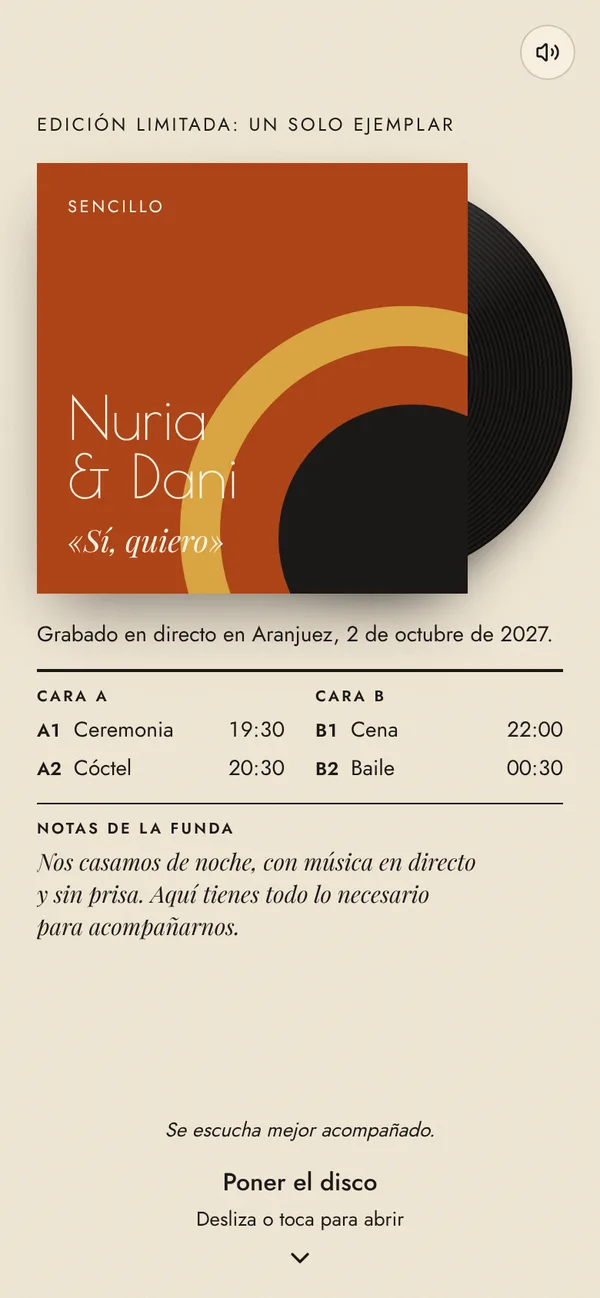 EDICIÓN LIMITADA: UN SOLO EJEMPLAR
SENCILLO
Nuria
& Dani
«Sí, quiero»
Grabado en directo en Aranjuez, 2 de octubre de 2027.
CARA A
A1 Ceremonia 19:30
A2 Cóctel 20:30
CARA B
B1 Cena 22:00
B2 Baile 00:30
NOTAS DE LA FUNDA
Nos casamos de noche, con música en directo
y sin prisa. Aquí tienes todo lo necesario
para acompañarnos.
Se escucha mejor acompañado.
Poner el disco
Desliza o toca para abrir